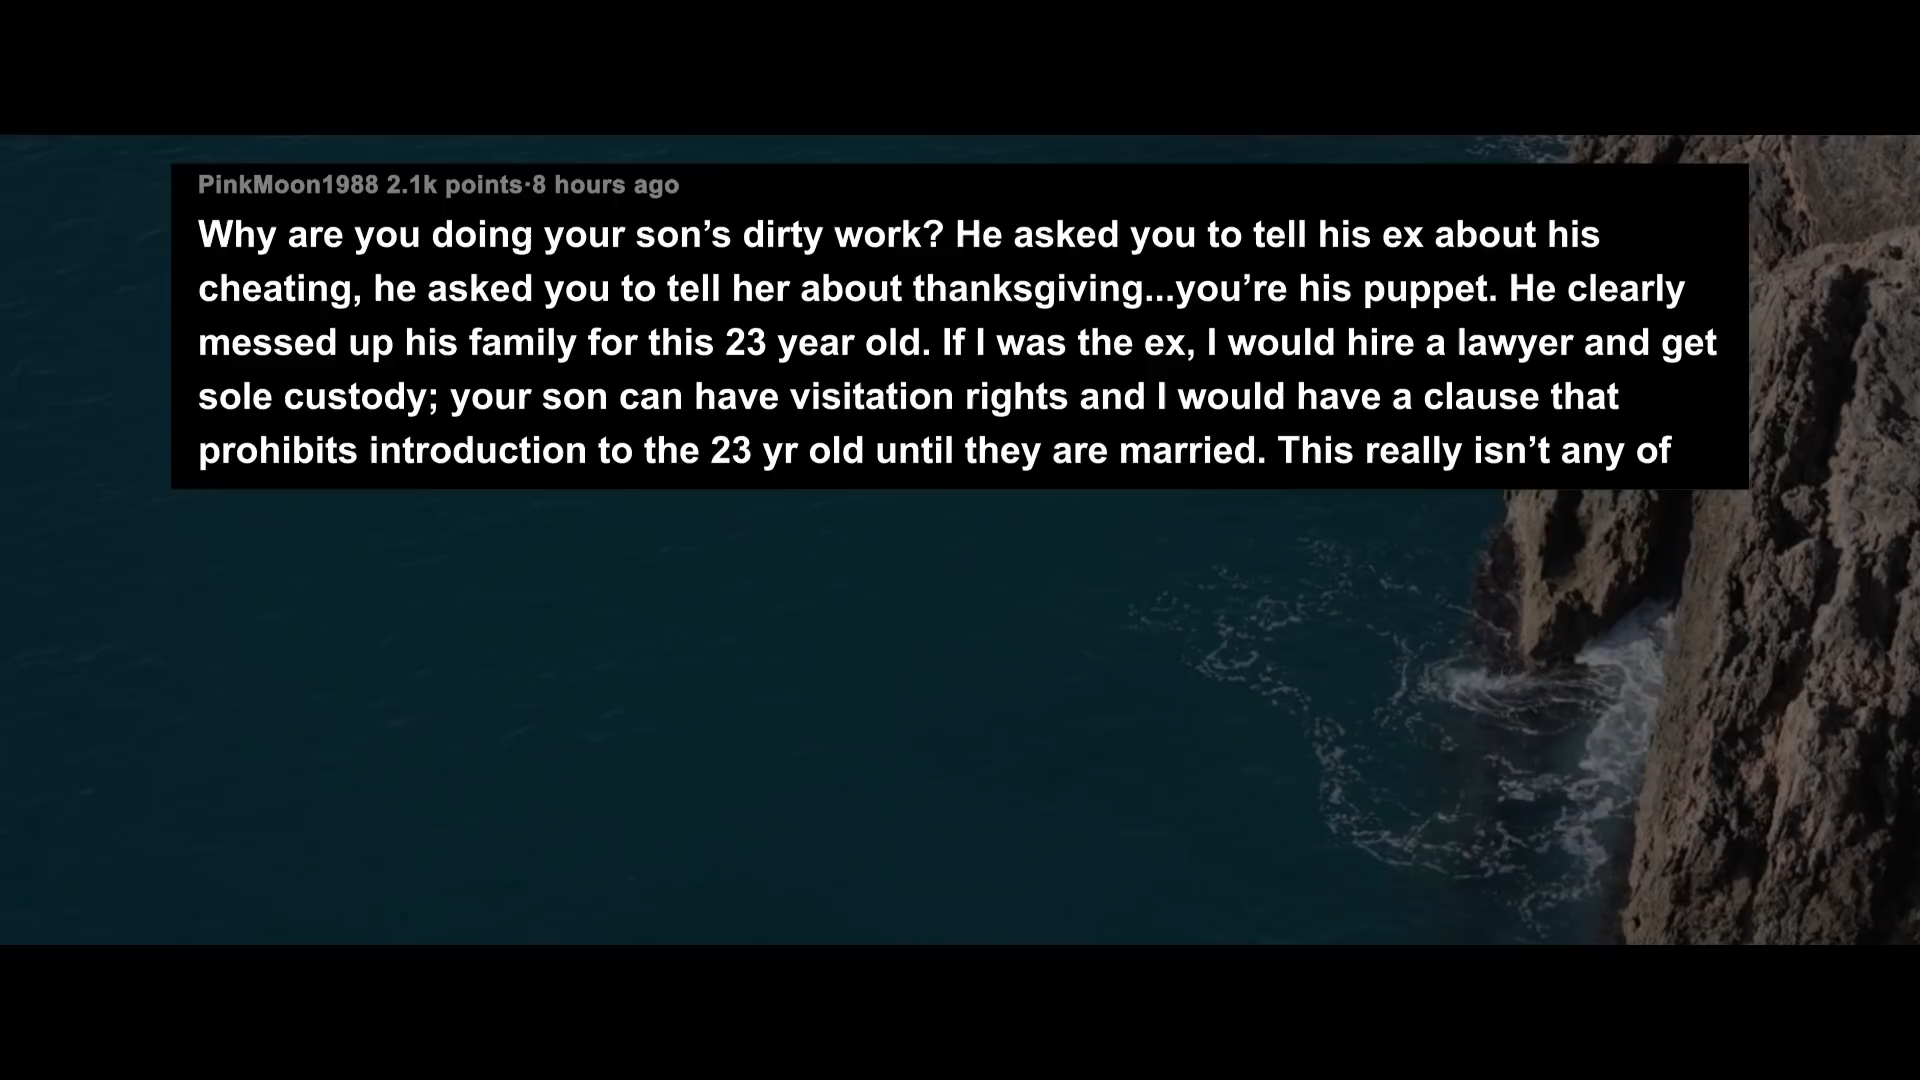 PinkMoon1988 2.1k points·8 hours ago
Why are you doing your son’s dirty work? He asked you to tell his ex about his
cheating, he asked you to tell her about thanksgiving...you’re his puppet. He clearly
messed up his family for this 23 year old. If I was the ex, I would hire a lawyer and get
sole custody; your son can have visitation rights and I would have a clause that
prohibits introduction to the 23 yr old until they are married. This really isn’t any of